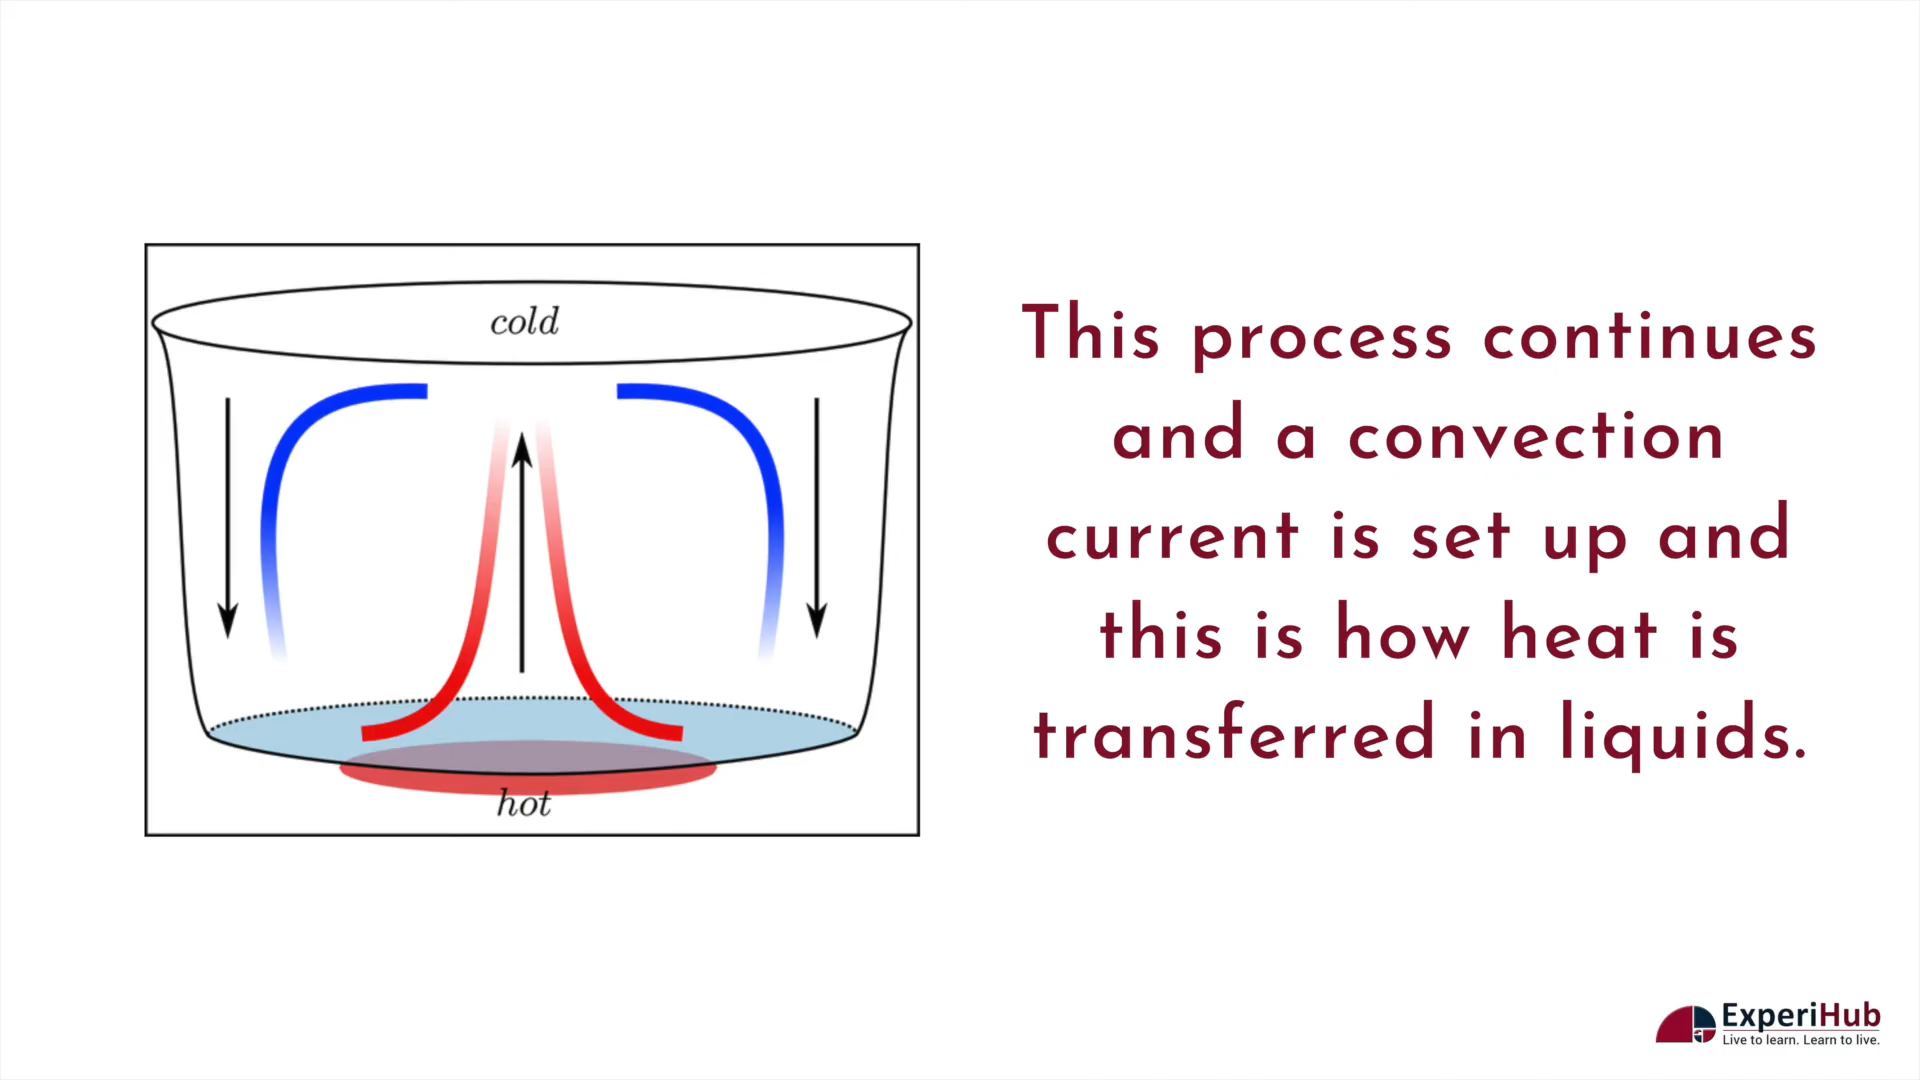 cold
hot
This process continues
and a convection
current is set up and
this is how heat is
transferred in liquids.
ExperiHub
Live to learn. Learn to live.